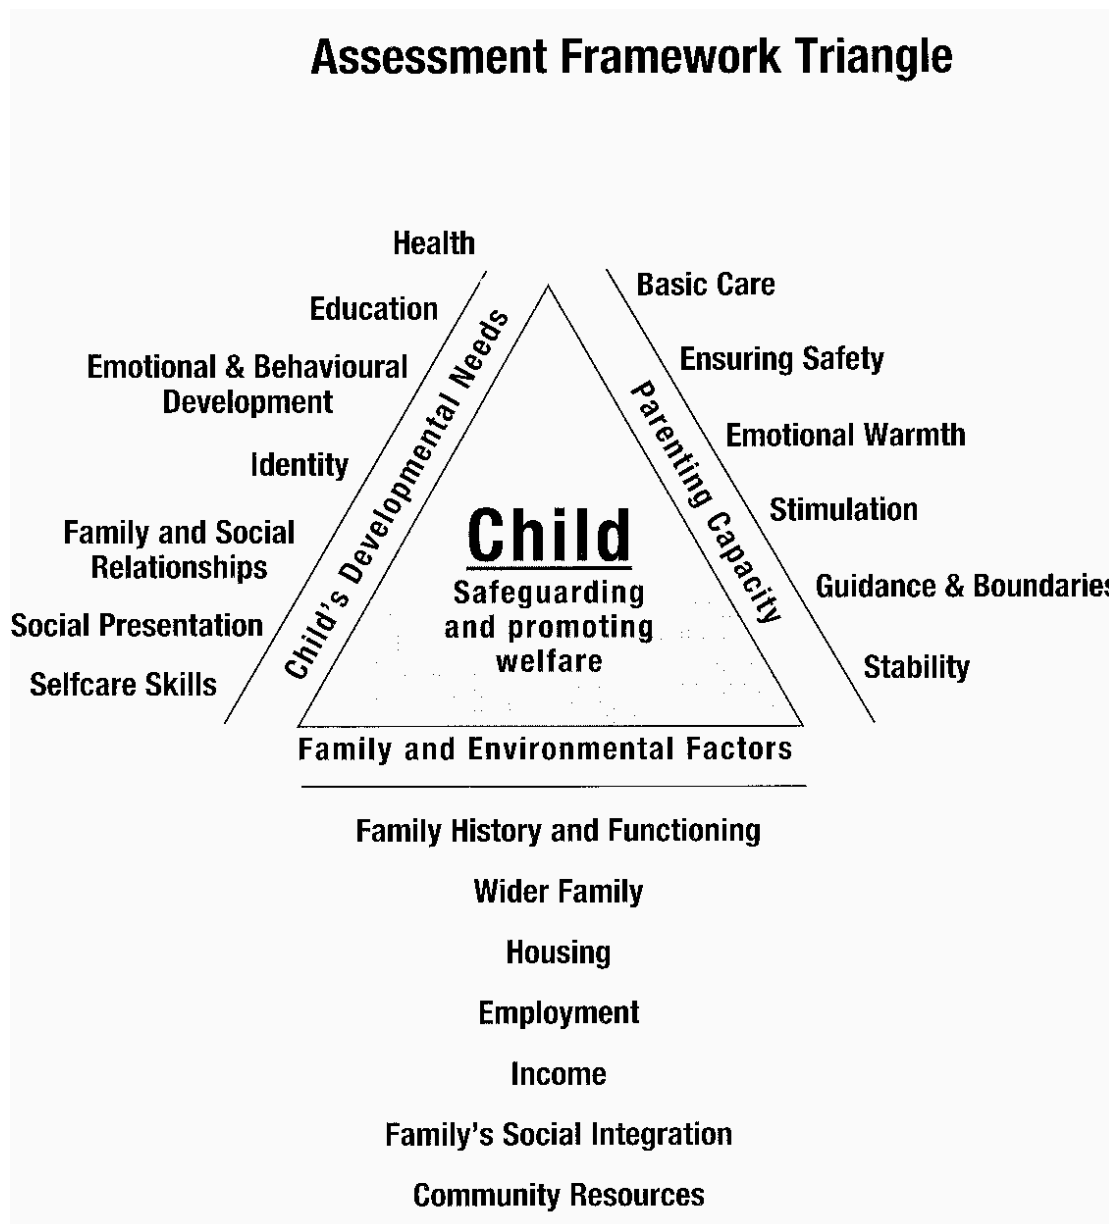 Assessment Framework Triangle
Health
Education
Emotional & Behavioural
Development
Identity
Family and Social
Relationships
Social Presentation
Selfcare Skills
Child's Developmental Needs
Basic Care
Ensuring Safety
Emotional Warmth
Stimulation
Guidance & Boundaries
Stability
Parenting Capacity
Child
Safeguarding
and promoting
welfare
Family and Environmental Factors
Family History and Functioning
Wider Family
Housing
Employment
Income
Family's Social Integration
Community Resources